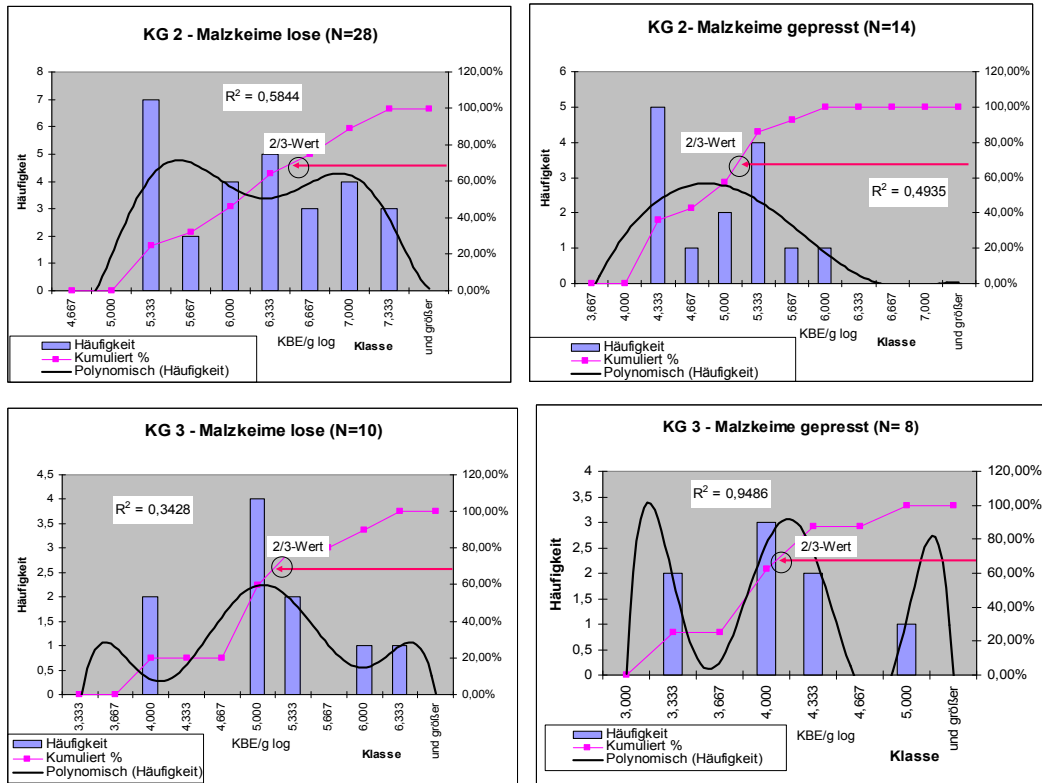 KG 2 - Malzkeime lose (N=28)
8
7
6
5
4
3
2
1
0
Häufigkeit
120,00%
100,00%
80,00%
60,00%
40,00%
20,00%
0,00%
R² = 0,5844
2/3-Wert
4,667
5,000
5,333
5,667
6,000
6,333
6,667
7,000
7,333
und größer
KBE/g log
Klasse
Häufigkeit
Kumuliert %
Polynomisch (Häufigkeit)
KG 2- Malzkeime gepresst (N=14)
6
5
4
3
2
1
0
Häufigkeit
120,00%
100,00%
80,00%
60,00%
40,00%
20,00%
0,00%
2/3-Wert
R² = 0,4935
3,667
4,000
4,333
4,667
5,000
5,333
5,667
6,000
6,333
6,667
7,000
und größer
KBE/g log
Klasse
Häufigkeit
Kumuliert %
Polynomisch (Häufigkeit)
KG 3 - Malzkeime lose (N=10)
4,5
4
3,5
3
2,5
2
1,5
1
0,5
0
Häufigkeit
120,00%
100,00%
80,00%
60,00%
40,00%
20,00%
0,00%
R² = 0,3428
2/3-Wert
3,333
3,667
4,000
4,333
4,667
5,000
5,333
5,667
6,000
6,333
und größer
KBE/g log
Klasse
Häufigkeit
Kumuliert %
Polynomisch (Häufigkeit)
KG 3 - Malzkeime gepresst (N= 8)
4
3,5
3
2,5
2
1,5
1
0,5
0
Häufigkeit
120,00%
100,00%
80,00%
60,00%
40,00%
20,00%
0,00%
R² = 0,9486
2/3-Wert
3,000
3,333
3,667
4,000
4,333
4,667
5,000
und größer
KBE/g log
Klasse
Häufigkeit
Kumuliert %
Polynomisch (Häufigkeit)